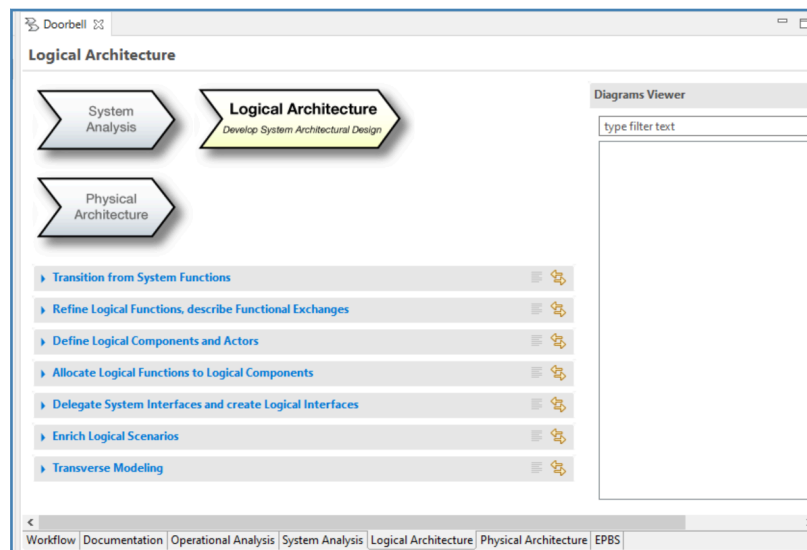 Doorbell
Logical Architecture
System
Analysis
Logical Architecture
Develop System Architectural Design
Physical
Architecture
Diagrams Viewer
type filter text
Transition from System Functions
Refine Logical Functions, describe Functional Exchanges
Define Logical Components and Actors
Allocate Logical Functions to Logical Components
Delegate System Interfaces and create Logical Interfaces
Enrich Logical Scenarios
Transverse Modeling
Workflow Documentation Operational Analysis System Analysis Logical Architecture Physical Architecture EPBS